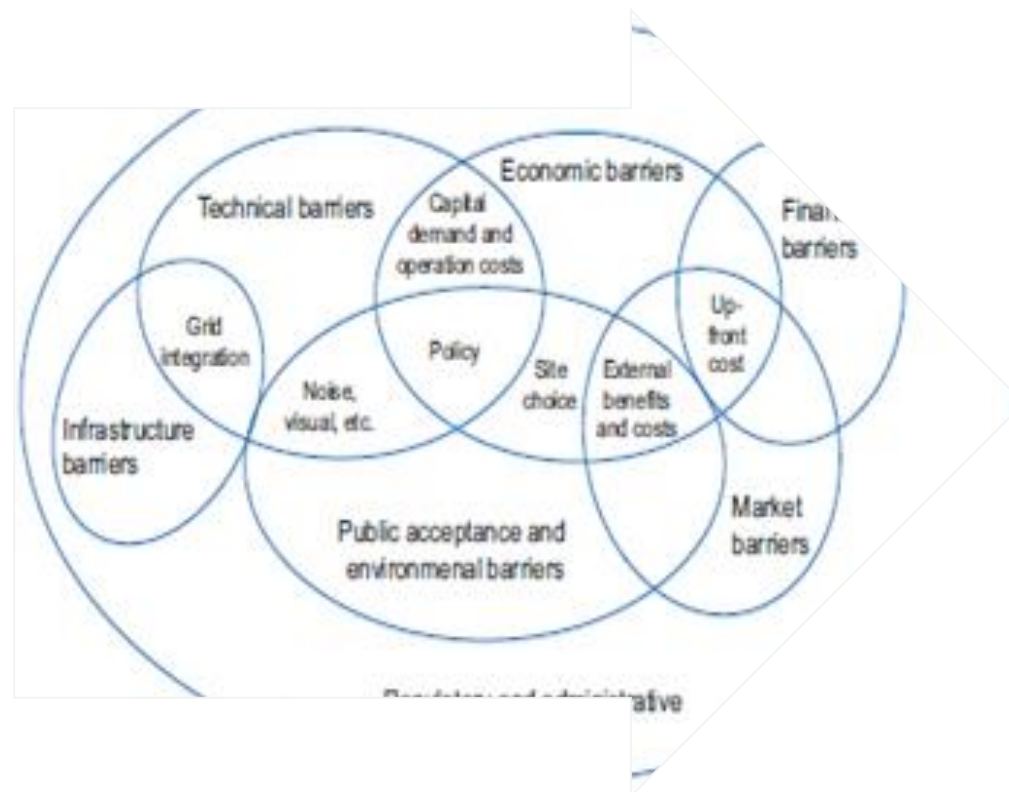 Economic barriers
Technical barriers
Capital
demand and
operation costs
barriers
Grid
integration
Up-
front
cost
Policy
Noise,
visual, etc.
Site
choice
External
benefits
and costs
Infrastructure
barriers
Market
barriers
Public acceptance and
environmenal barriers
and